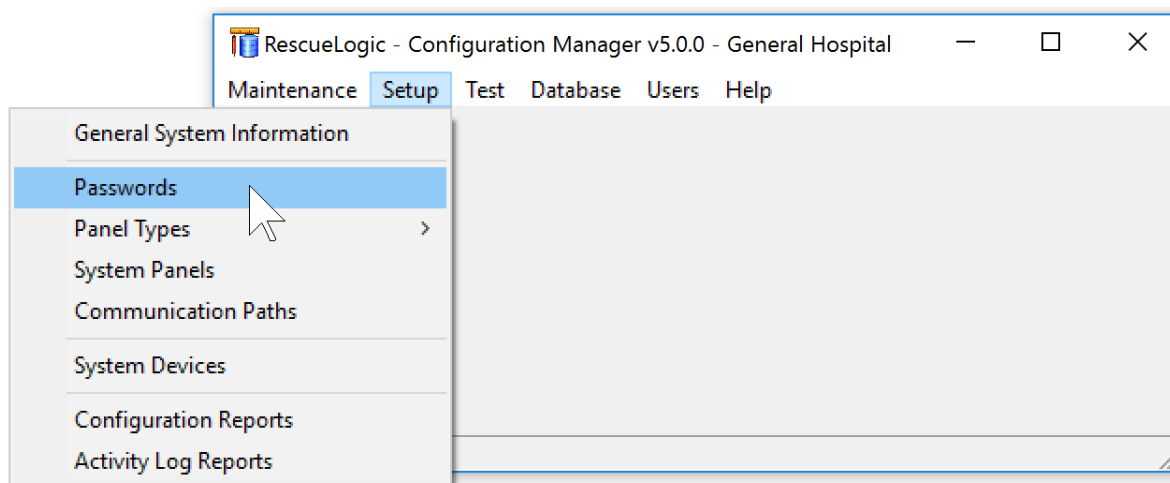 RescueLogic - Configuration Manager v5.0.0 - General Hospital
Maintenance Setup Test Database Users Help
General System Information
Passwords
Panel Types
System Panels
Communication Paths
System Devices
Configuration Reports
Activity Log Reports